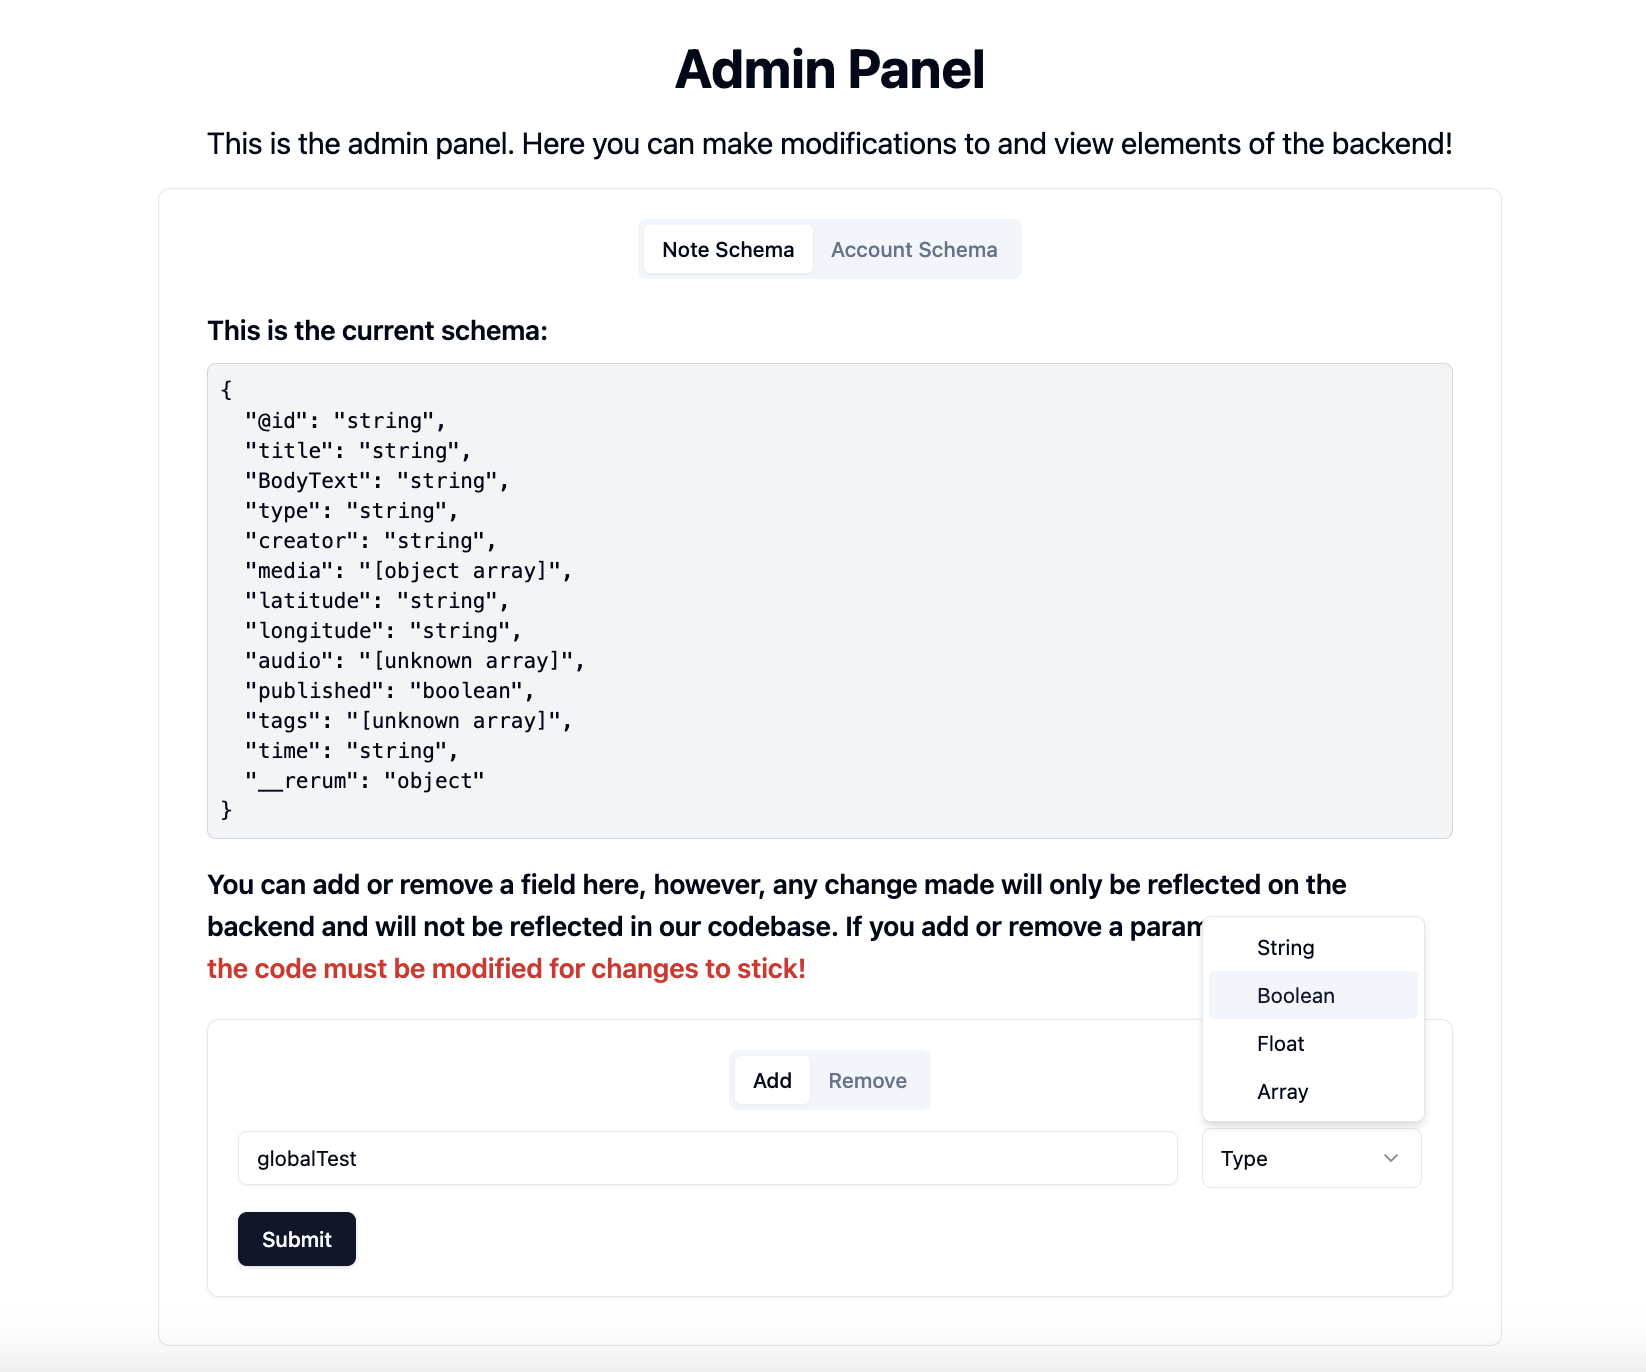 Admin Panel
This is the admin panel. Here you can make modifications to and view elements of the backend!
Note Schema Account Schema
This is the current schema:
{
  "@id": "string",
  "title": "string",
  "BodyText": "string",
  "type": "string",
  "creator": "string",
  "media": "[object array]",
  "latitude": "string",
  "longitude": "string",
  "audio": "[unknown array]",
  "published": "boolean",
  "tags": "[unknown array]",
  "time": "string",
  "__rerum": "object"
}
You can add or remove a field here, however, any change made will only be reflected on the
backend and will not be reflected in our codebase. If you add or remove a
the code must be modified for changes to stick!
String
Boolean
Float
Array
Add Remove
globalTest
Type
Submit